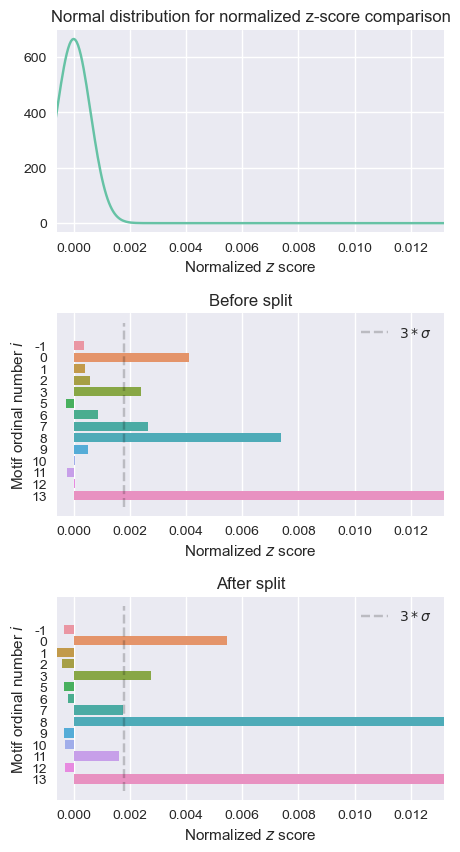 Normal distribution for normalized z-score comparison
600
400
200
0
0.000 0.002 0.004 0.006 0.008 0.010 0.012
Normalized z score
Before split
3 * σ
Motif ordinal number i
-1
0
1
2
3
5
6
7
8
9
10
11
12
13
0.000 0.002 0.004 0.006 0.008 0.010 0.012
Normalized z score
After split
3 * σ
Motif ordinal number i
-1
0
1
2
3
5
6
7
8
9
10
11
12
13
0.000 0.002 0.004 0.006 0.008 0.010 0.012
Normalized z score